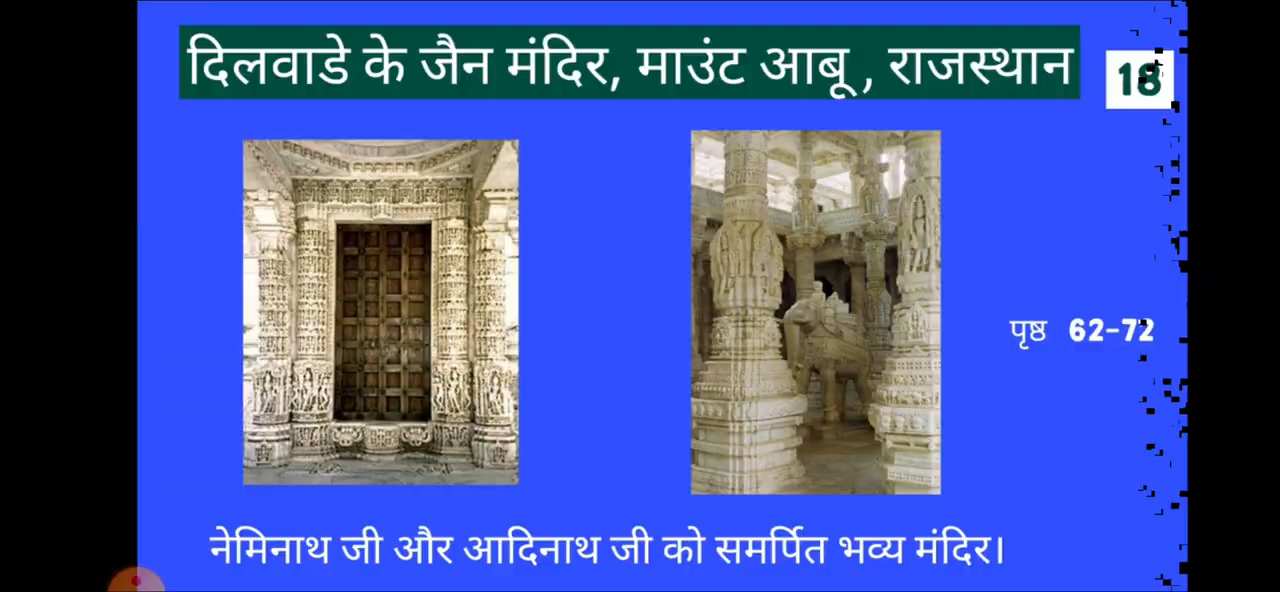 दिलवाडे के जैन मंदिर, माउंट आबू , राजस्थान
18
पृष्ठ 62-72
नेमिनाथ जी और आदिनाथ जी को समर्पित भव्य मंदिर।